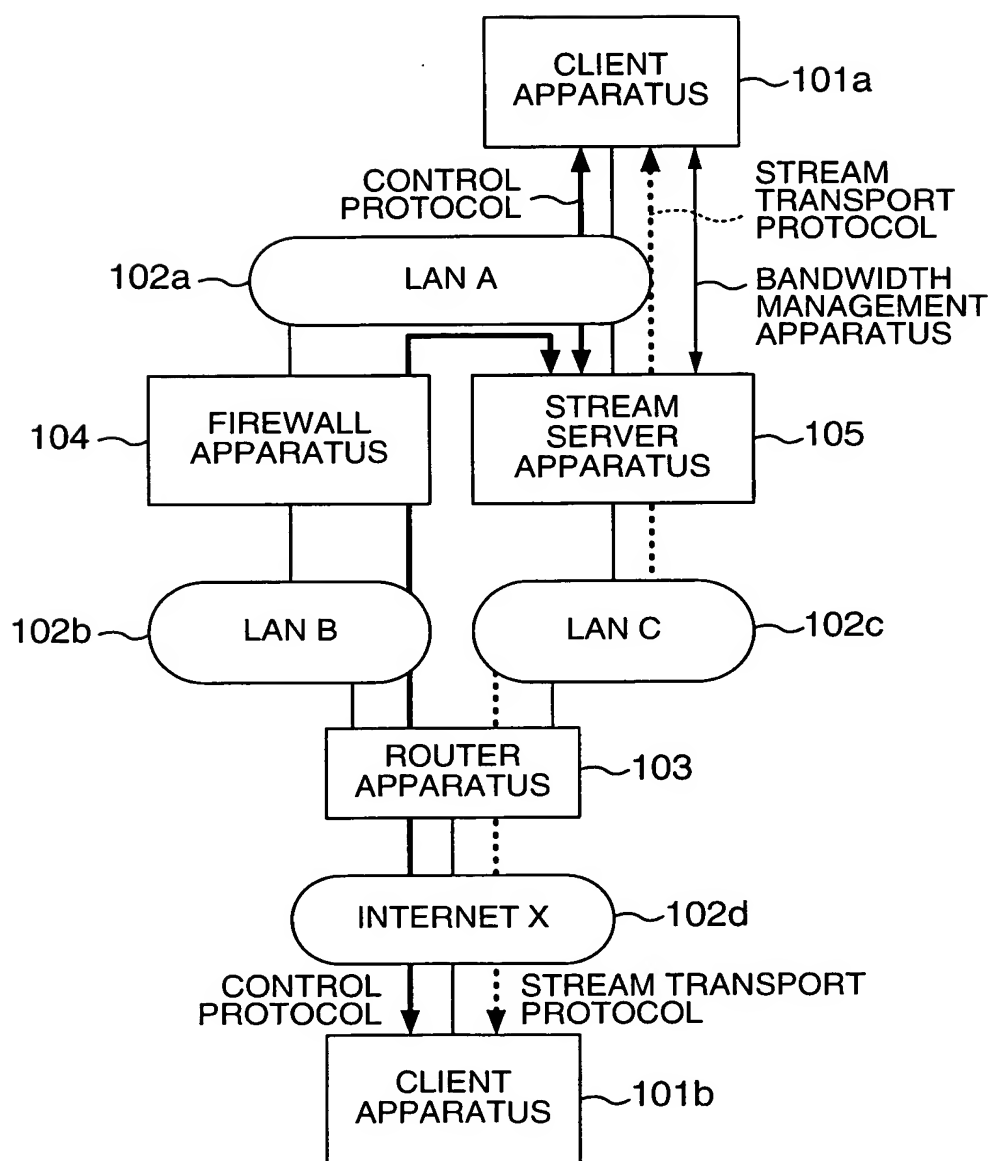 CLIENT
APPARATUS
101a
CONTROL
PROTOCOL
STREAM
TRANSPORT
PROTOCOL
102a
LAN A
BANDWIDTH
MANAGEMENT
APPARATUS
104
FIREWALL
APPARATUS
STREAM
SERVER
APPARATUS
105
102b
LAN B
LAN C
102c
ROUTER
APPARATUS
103
INTERNET X
102d
CONTROL
PROTOCOL
STREAM TRANSPORT
PROTOCOL
CLIENT
APPARATUS
101b